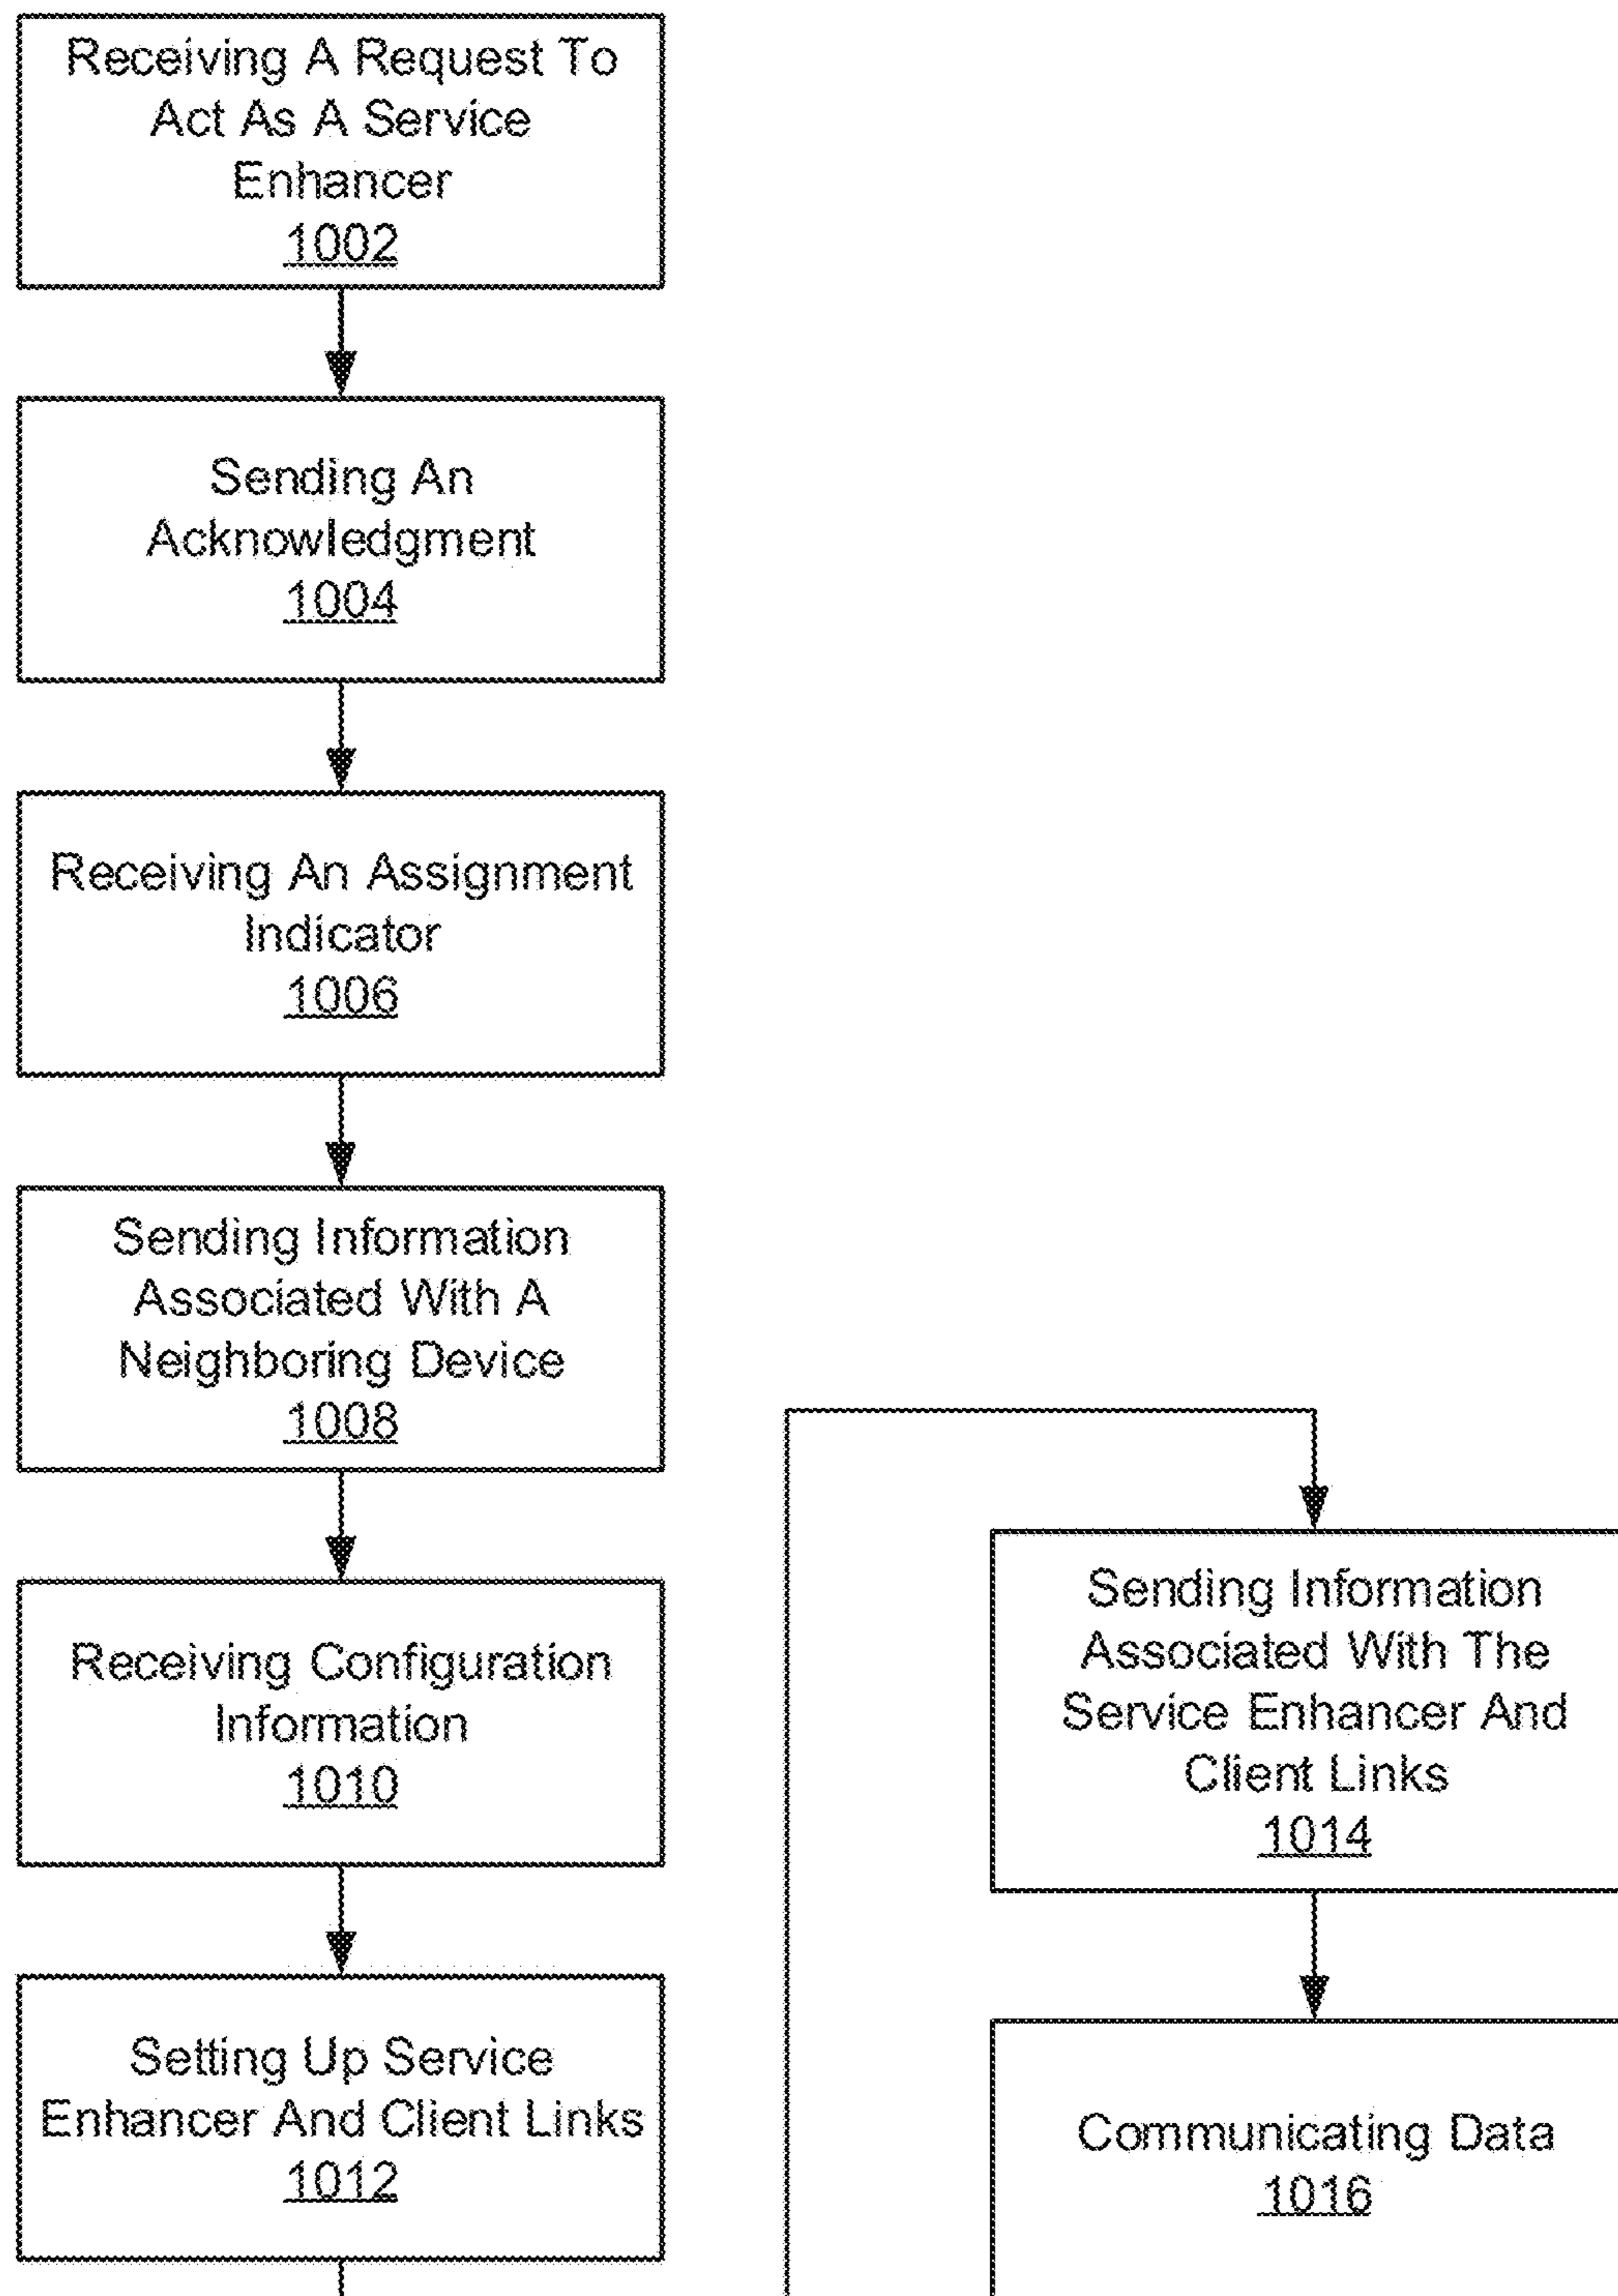 Receiving A Request To
Act As A Service
Enhancer
1002
Sending An
Acknowledgment
1004
Receiving An Assignment
Indicator
1006
Sending Information
Associated With A
Neighboring Device
1008
Receiving Configuration
Information
1010
Setting Up Service
Enhancer And Client Links
1012
Sending Information
Associated With The
Service Enhancer And
Client Links
1014
Communicating Data
1016